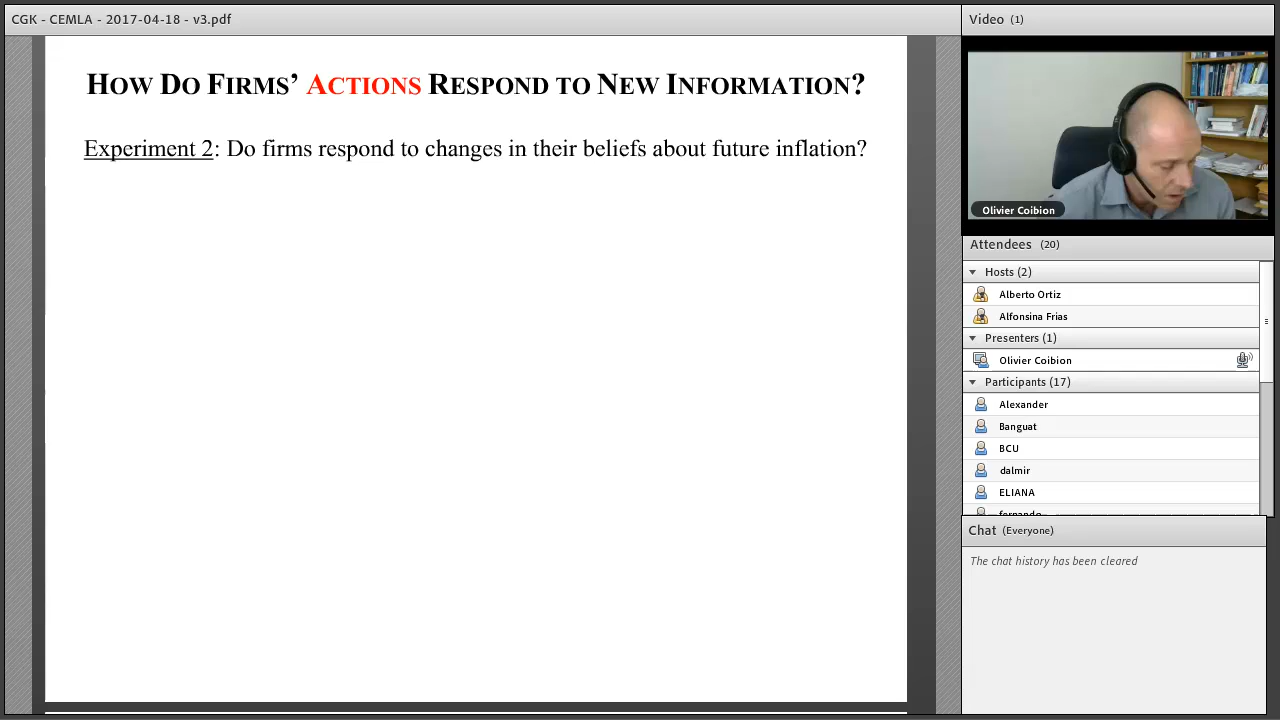 CGK - CEMLA - 2017-04-18 - v3.pdf
HOW DO FIRMS' ACTIONS RESPOND TO NEW INFORMATION?
Experiment 2: Do firms respond to changes in their beliefs about future inflation?
Video (1)
Olivier Coibion
Attendees (20)
Hosts (2)
Alberto Ortiz
Alfonsina Frias
Presenters (1)
Olivier Coibion
Participants (17)
Alexander
Banguat
BCU
dalmir
ELIANA
Chat (Everyone)
The chat history has been cleared